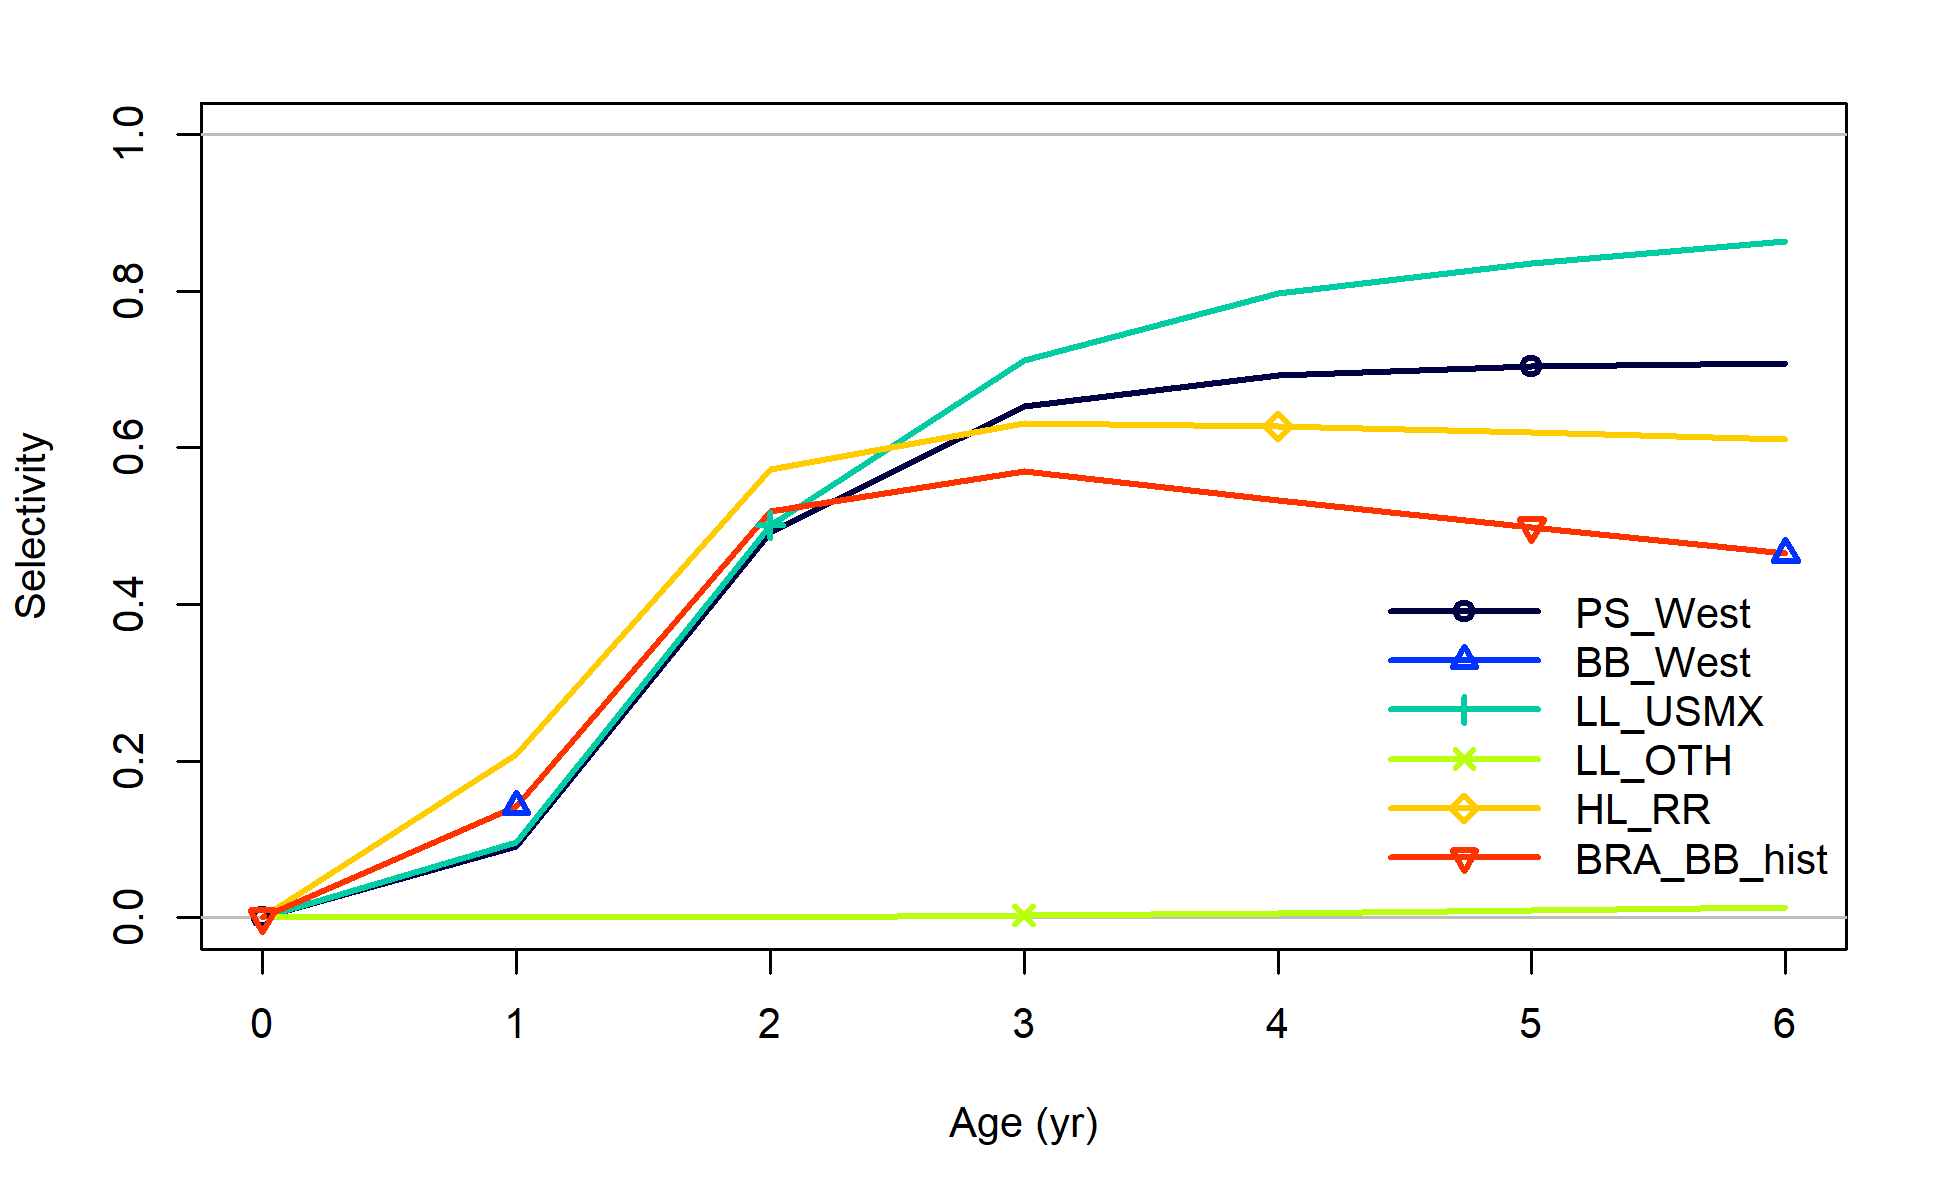 1.0
0.8
0.6
0.4
0.2
0.0
Selectivity
PS_West
BB_West
LL_USMX
LL_OTH
HL_RR
BRA_BB_hist
0 1 2 3 4 5 6
Age (yr)